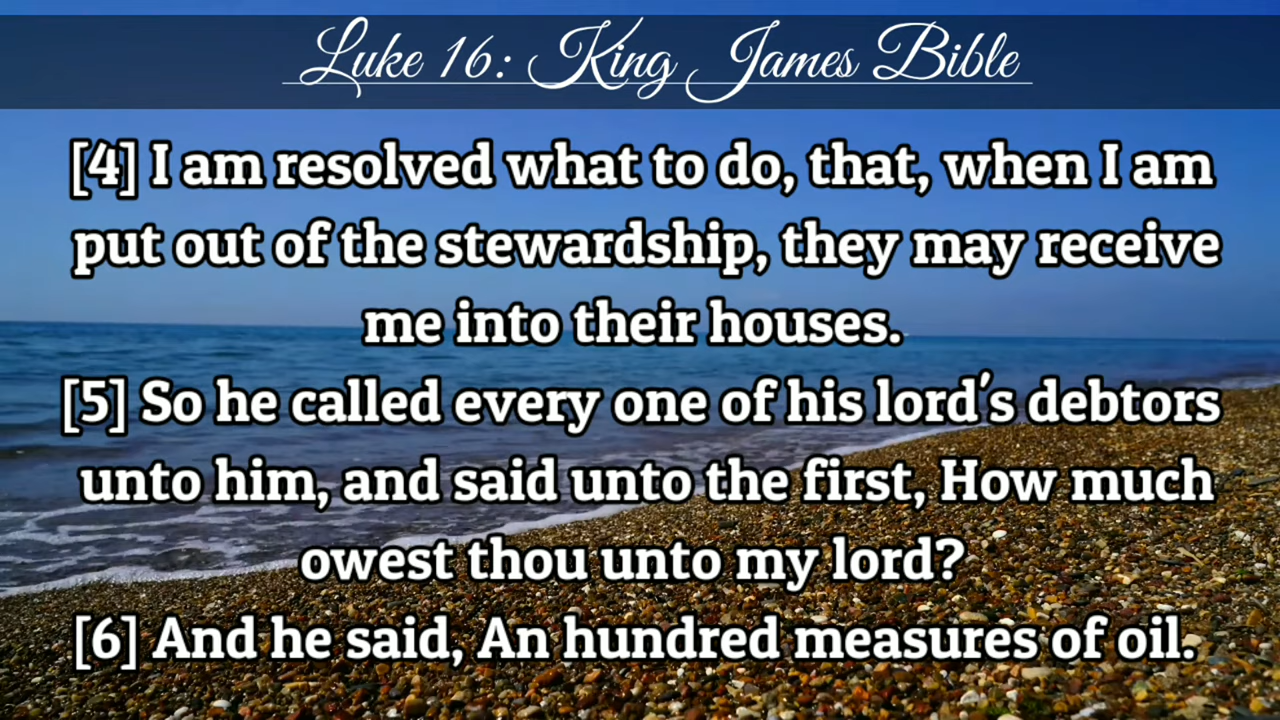 Luke 16: King James Bible
[4] I am resolved what to do, that, when I am
put out of the stewardship, they may receive
me into their houses.
[5] So he called every one of his lord's debtors
unto him, and said unto the first, How much
owest thou unto my lord?
[6] And he said, An hundred measures of oil.